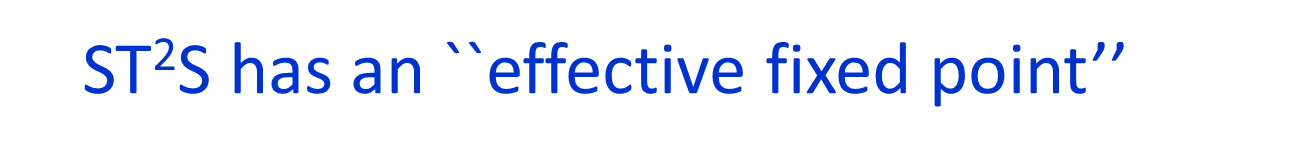 ST²S has an ``effective fixed point’’